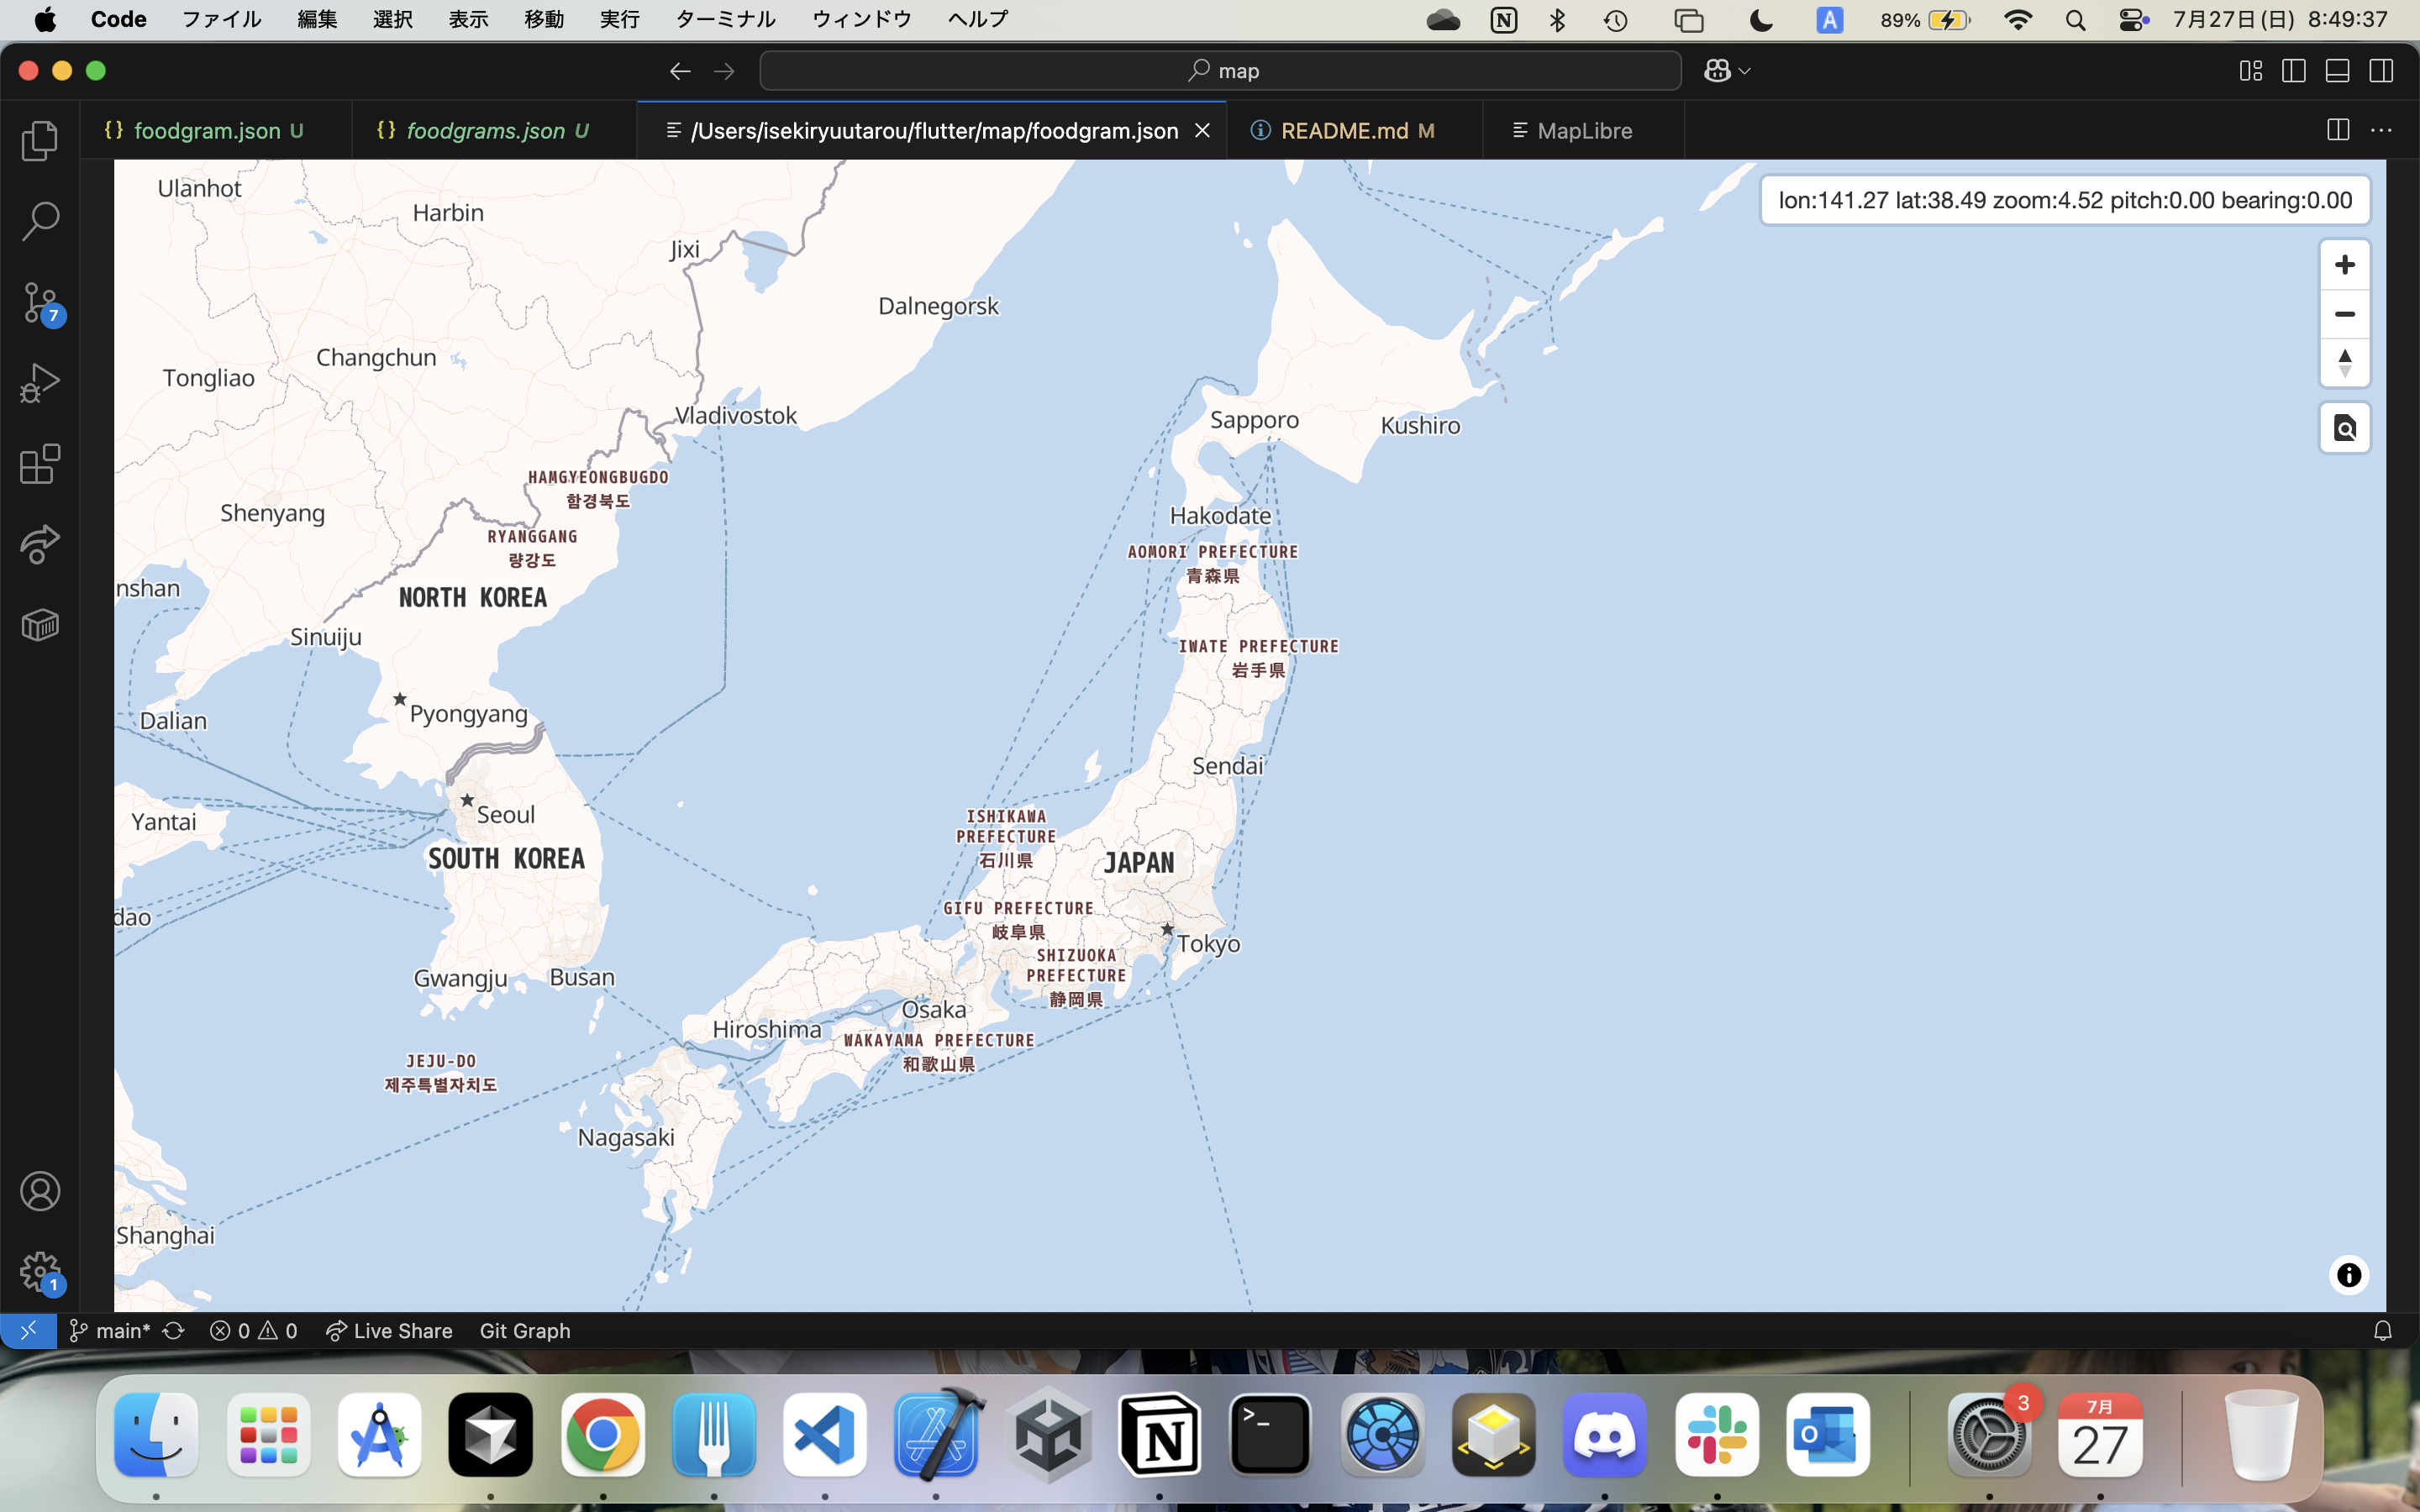 Code ファイル 編集 選択 表示 移動 実行 ターミナル ウィンドウ ヘルプ A 89% 7月27日(日) 8:49:37
map
{} foodgram.json U {} foodgrams.json U /Users/isekiryuutarou/flutter/map/foodgram.json README.md M MapLibre
lon:141.27 lat:38.49 zoom:4.52 pitch:0.00 bearing:0.00
Ulanhot
Harbin
Jixi
Dalnegorsk
7
Changchun
Tongliao
Vladivostok
Sapporo
Kushiro
HAMGYEONGBUGDO
함경북도
Shenyang
Hakodate
RYANGGANG
량강도
AOMORI PREFECTURE
青森県
nshan
NORTH KOREA
Sinuiju
IWATE PREFECTURE
岩手県
Pyongyang
Dalian
Sendai
Seoul
Yantai
ISHIKAWA
PREFECTURE
石川県
SOUTH KOREA
JAPAN
dao
GIFU PREFECTURE
岐阜県
Tokyo
SHIZUOKA
PREFECTURE
静岡県
Gwangju
Busan
Osaka
Hiroshima
WAKAYAMA PREFECTURE
和歌山県
JEJU-DO
제주특별자치도
Nagasaki
Shanghai
1
main* 0 0 Live Share Git Graph
3
7月
27